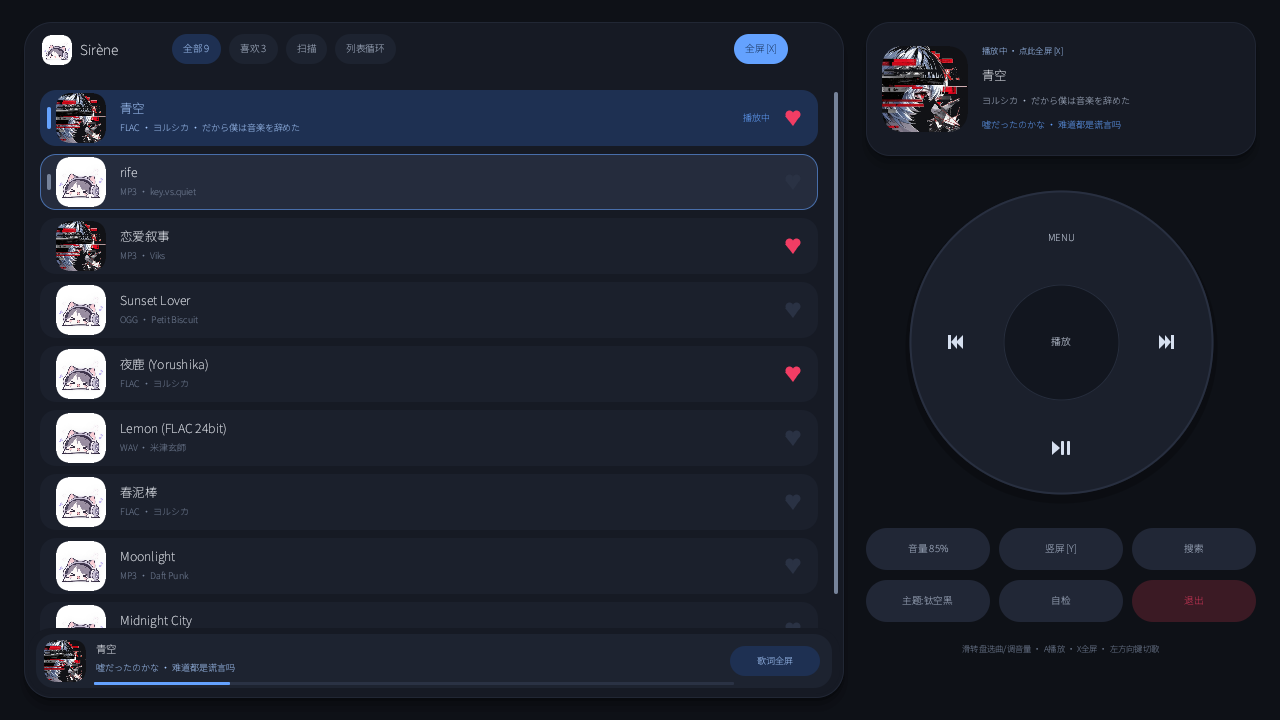 Sirène
全部 9
喜欢 3
扫描
列表循环
全屏 [X]
青空
FLAC • ヨルシカ • だから僕は音楽を辞めた
播放中
rife
MP3 • key.vs.quiet
恋爱叙事
MP3 • Viks
Sunset Lover
OGG • Petit Biscuit
夜鹿 (Yorushika)
FLAC • ヨルシカ
Lemon (FLAC 24bit)
WAV • 米津玄師
春泥棒
FLAC • ヨルシカ
Moonlight
MP3 • Daft Punk
Midnight City
青空
嘘だったのかな • 难道都是谎言吗
歌词全屏
播放中 • 点此全屏 [X]
青空
ヨルシカ • だから僕は音楽を辞めた
嘘だったのかな • 难道都是谎言吗
MENU
播放
音量 85%
竖屏 [Y]
搜索
主题:钛空黑
自检
退出
滑转盘选曲/调音量 • A播放 • X全屏 • 左方向键切歌